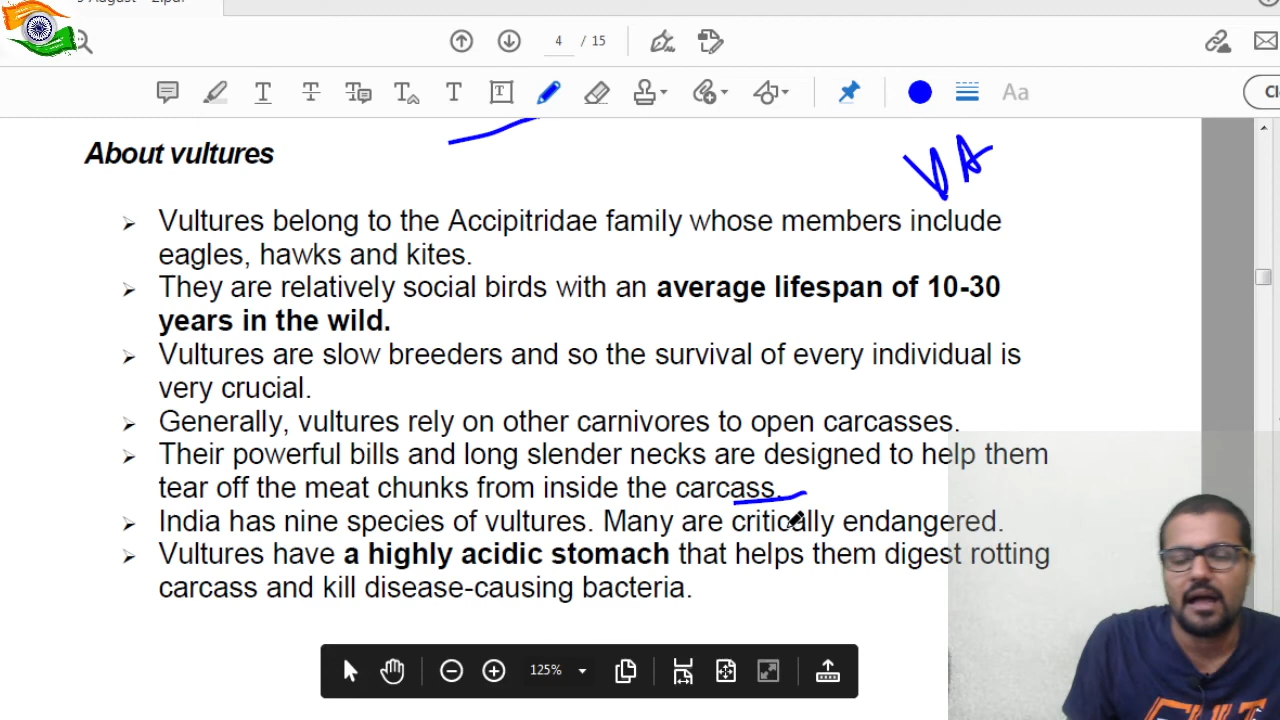 4 / 15
Aa
VA
About vultures
➢ Vultures belong to the Accipitridae family whose members include
eagles, hawks and kites.
➢ They are relatively social birds with an average lifespan of 10-30
years in the wild.
➢ Vultures are slow breeders and so the survival of every individual is
very crucial.
➢ Generally, vultures rely on other carnivores to open carcasses.
➢ Their powerful bills and long slender necks are designed to help them
tear off the meat chunks from inside the carcass.
➢ India has nine species of vultures. Many are critically endangered.
➢ Vultures have a highly acidic stomach that helps them digest rotting
carcass and kill disease-causing bacteria.
125%